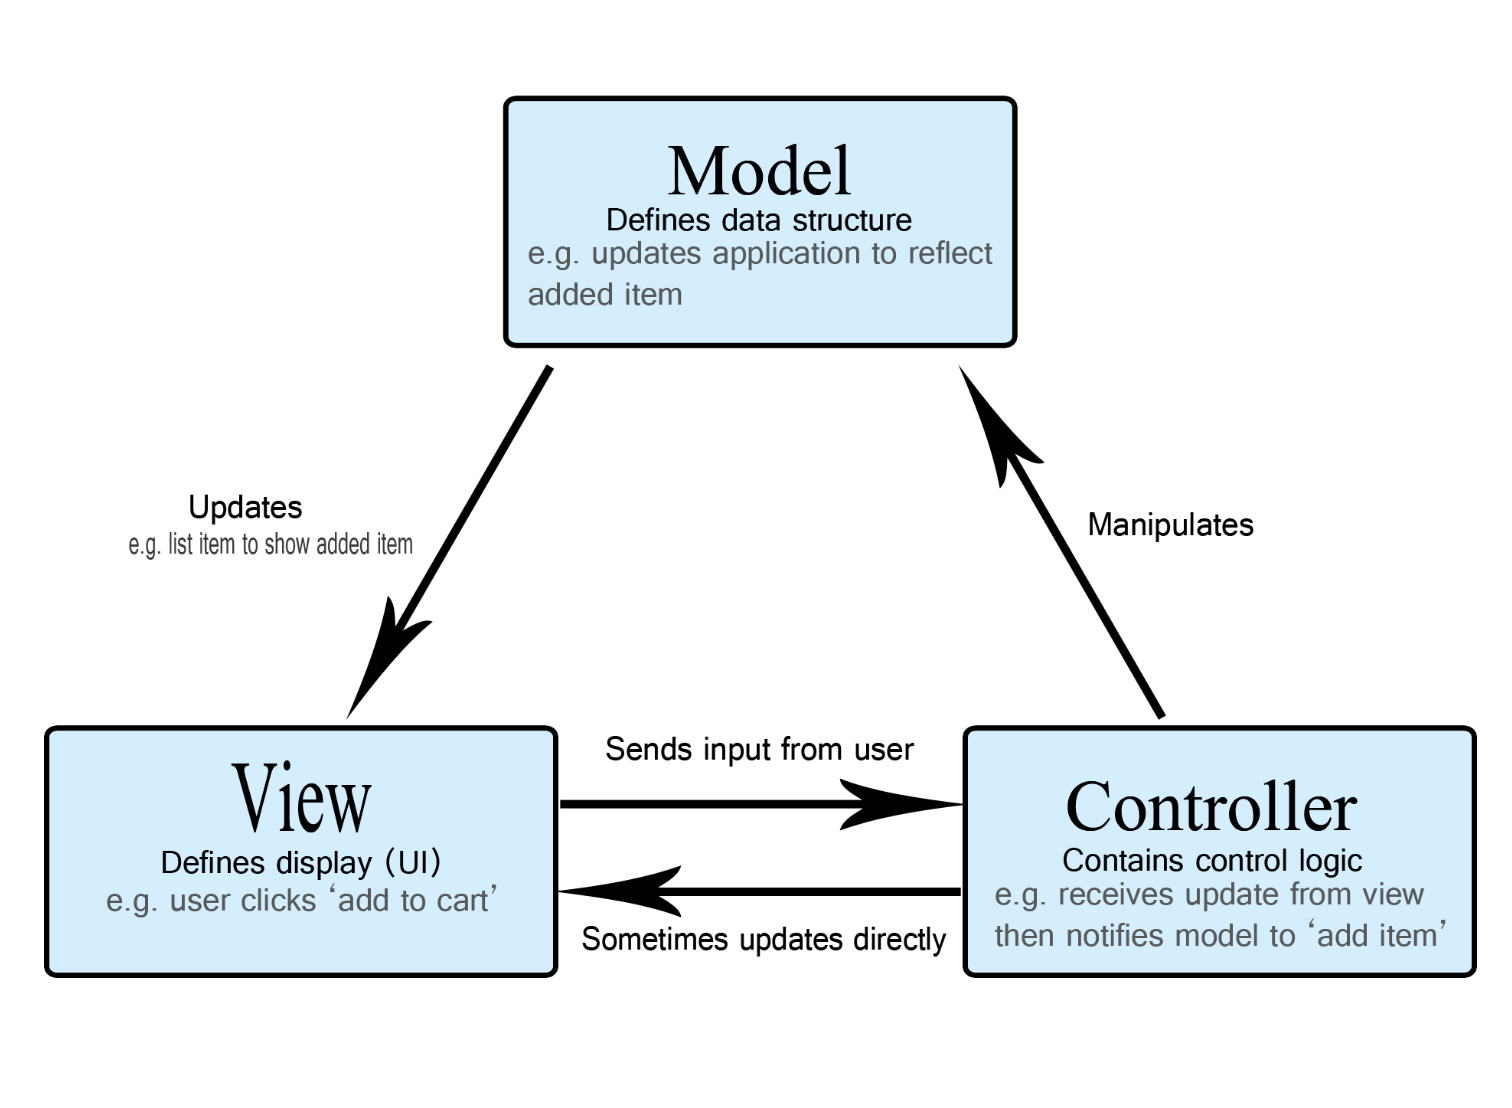 Model
Defines data structure
e.g. updates application to reflect
added item
Updates
e.g. list item to show added item
Manipulates
Sends input from user
View
Defines display (UI)
e.g. user clicks ‘add to cart’
Sometimes updates directly
Controller
Contains control logic
e.g. receives update from view
then notifies model to ‘add item’